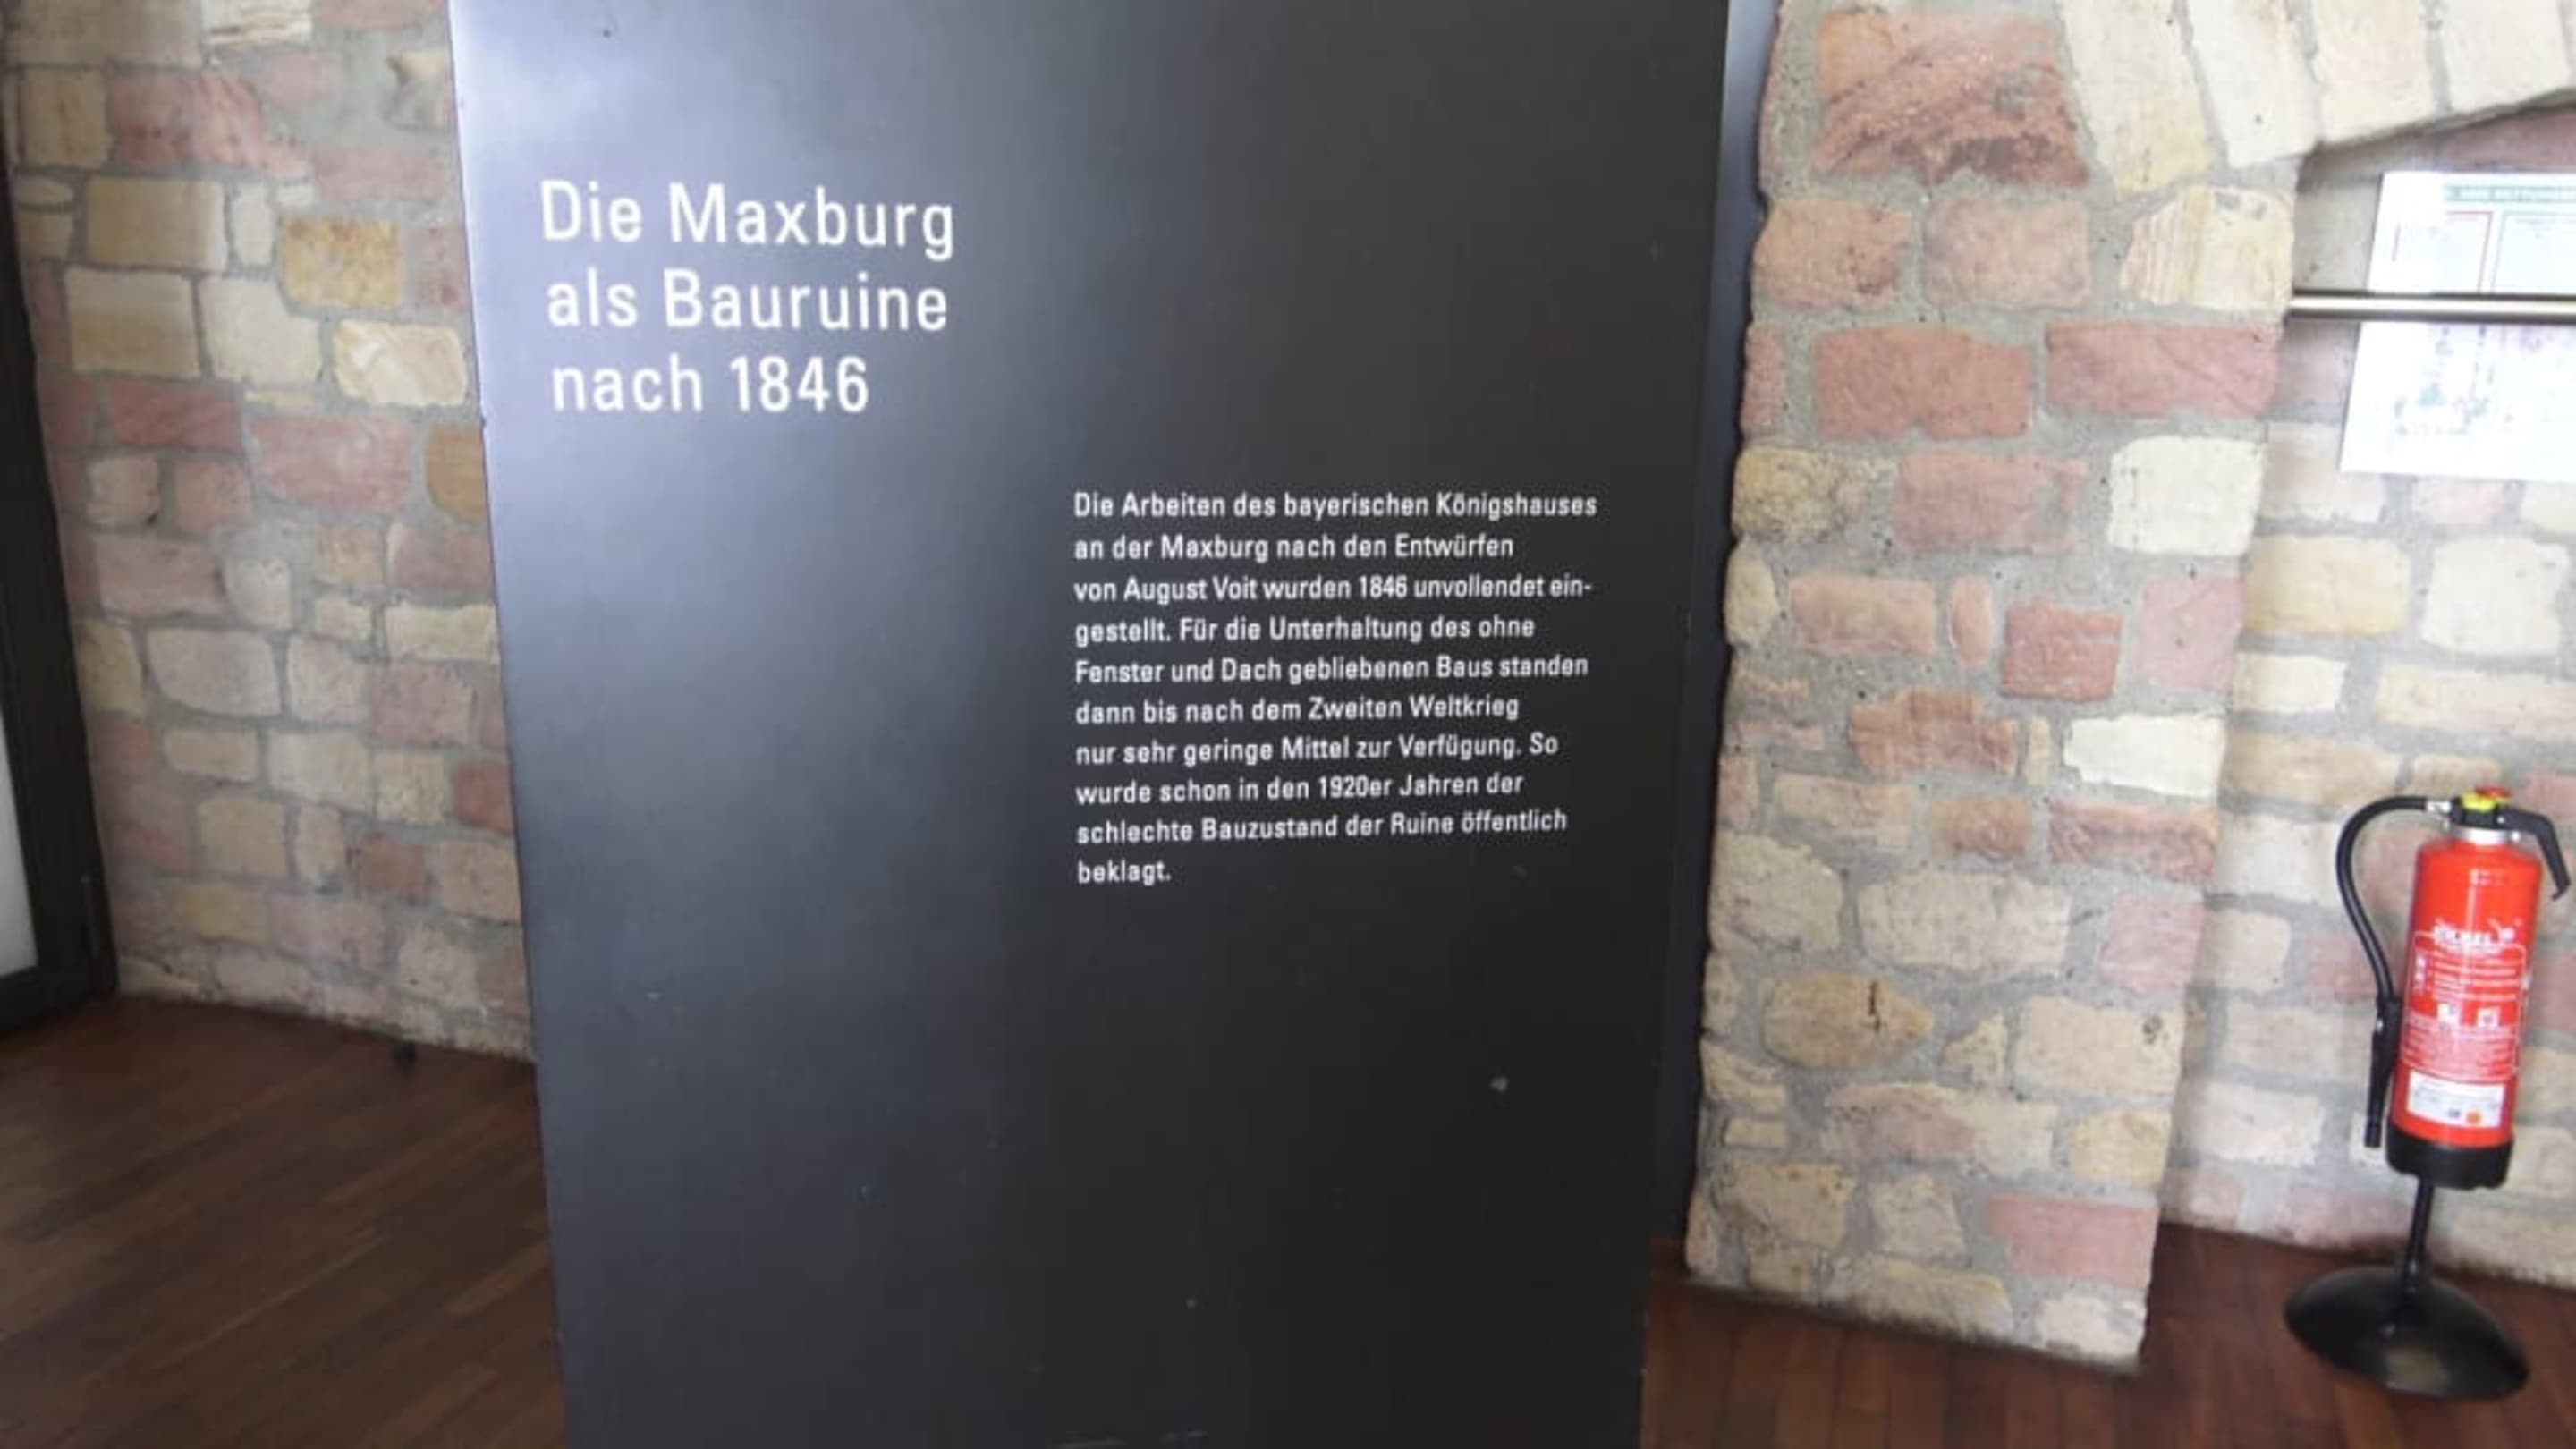 Die Maxburg
als Bauruine
nach 1846
Die Arbeiten des bayerischen Königshauses
an der Maxburg nach den Entwürfen
von August Voit wurden 1846 unvollendet ein-
gestellt. Für die Unterhaltung des ohne
Fenster und Dach gebliebenen Baus standen
dann bis nach dem Zweiten Weltkrieg
nur sehr geringe Mittel zur Verfügung. So
wurde schon in den 1920er Jahren der
schlechte Bauzustand der Ruine öffentlich
beklagt.